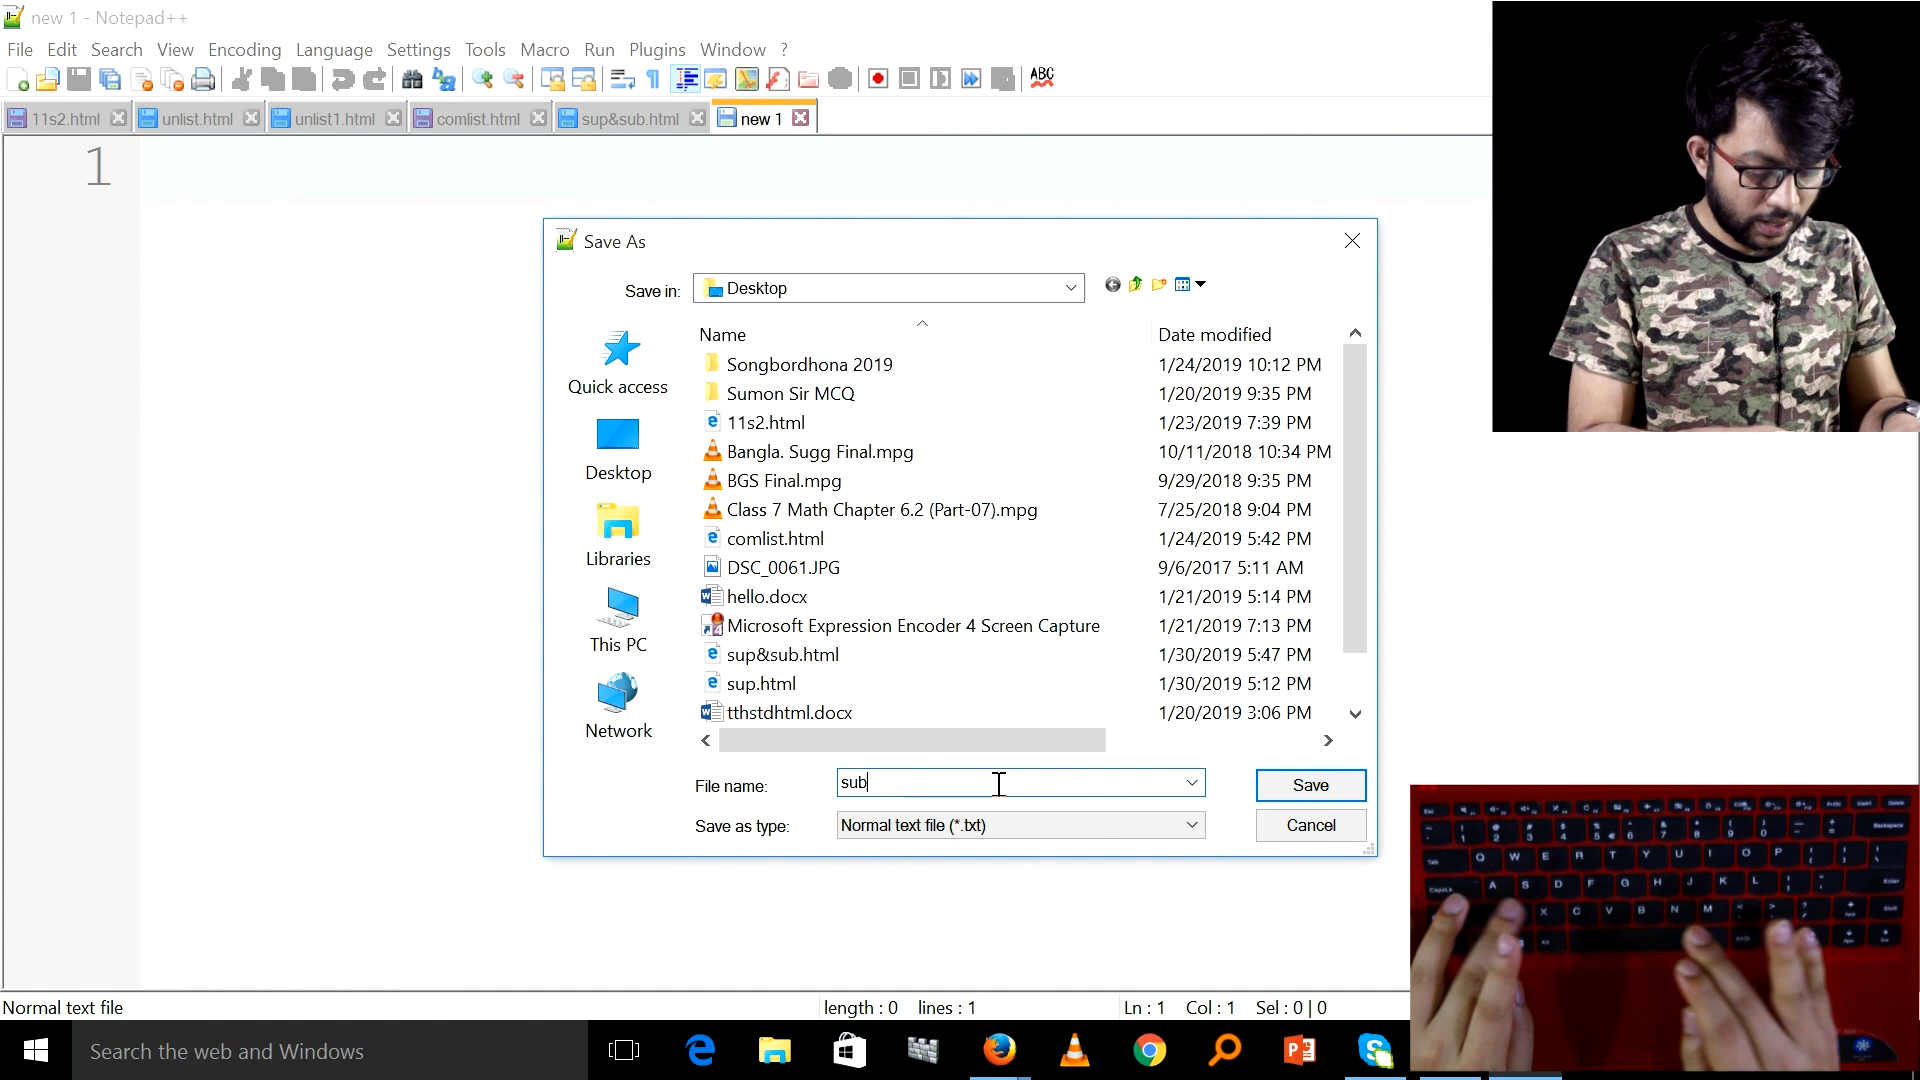 new 1 - Notepad++
File Edit Search View Encoding Language Settings Tools Macro Run Plugins Window ?
ABC
11s2.html unlist.html unlist1.html comlist.html sup&sub.html new 1
1
Save As
Save in: Desktop
Name Date modified
Songbordhona 2019 1/24/2019 10:12 PM
Sumon Sir MCQ 1/20/2019 9:35 PM
11s2.html 1/23/2019 7:39 PM
Bangla. Sugg Final.mpg 10/11/2018 10:34 PM
BGS Final.mpg 9/29/2018 9:35 PM
Class 7 Math Chapter 6.2 (Part-07).mpg 7/25/2018 9:04 PM
comlist.html 1/24/2019 5:42 PM
DSC_0061.JPG 9/6/2017 5:11 AM
hello.docx 1/21/2019 5:14 PM
Microsoft Expression Encoder 4 Screen Capture 1/21/2019 7:13 PM
sup&sub.html 1/30/2019 5:47 PM
sup.html 1/30/2019 5:12 PM
tthstdhtml.docx 1/20/2019 3:06 PM
Quick access
Desktop
Libraries
This PC
Network
File name: sub Save
Save as type: Normal text file (*.txt) Cancel
Q W E R T Y U I O P
A S D F G H J K L
X C V B N M
Normal text file length : 0 lines : 1 Ln : 1 Col : 1 Sel : 0 | 0
Search the web and Windows